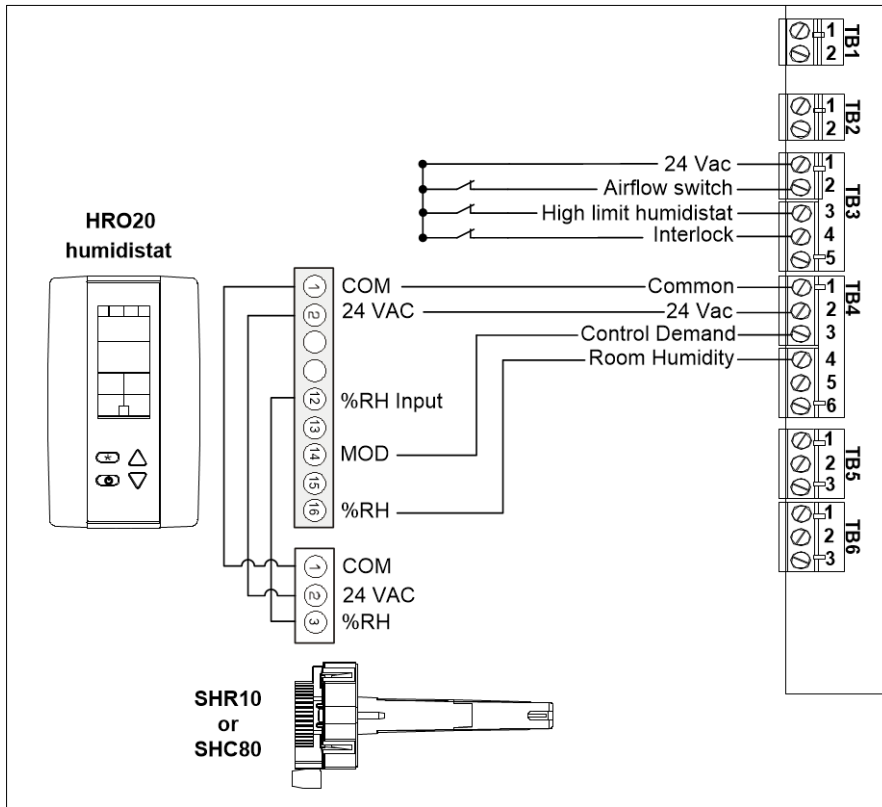 1
2
TB1
1
2
TB2
24 Vac
1
Airflow switch
2
TB3
High limit humidistat
3
Interlock
4
5
HRO20
humidistat
1
COM
Common
1
TB4
2
24 VAC
24 Vac
2
Control Demand
3
Room Humidity
4
5
6
12
%RH Input
13
14
MOD
15
16
%RH
1
2
3
TB5
1
2
3
TB6
1
COM
2
24 VAC
3
%RH
SHR10
or
SHC80